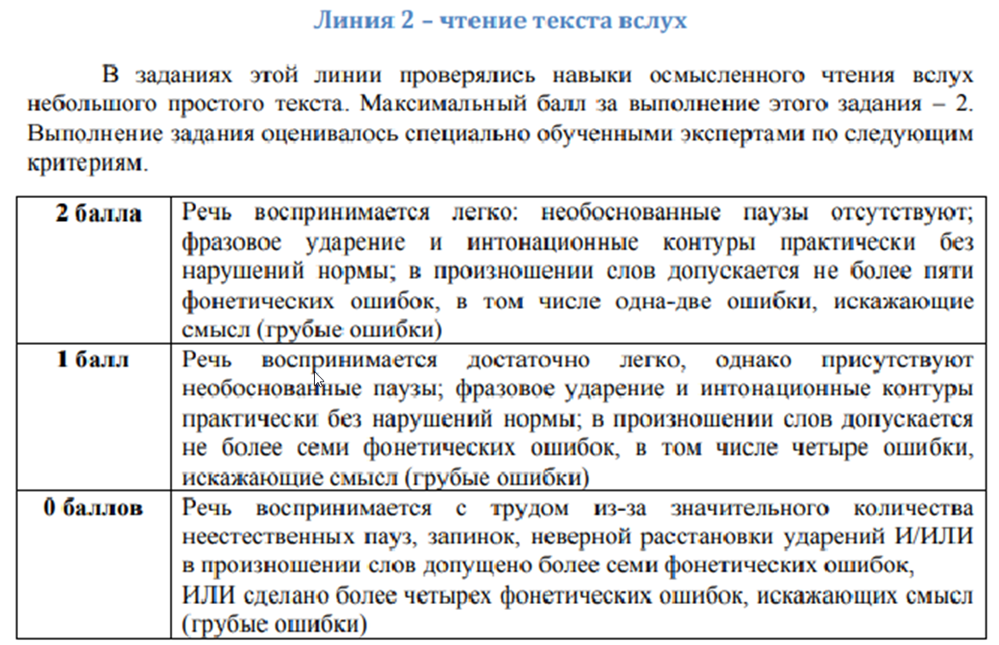 Линия 2 – чтение текста вслух
В заданиях этой линии проверялись навыки осмысленного чтения вслух
небольшого простого текста. Максимальный балл за выполнение этого задания – 2.
Выполнение задания оценивалось специально обученными экспертами по следующим
критериям.
2 балла
Речь воспринимается легко: необоснованные паузы отсутствуют;
фразовое ударение и интонационные контуры практически без
нарушений нормы; в произношении слов допускается не более пяти
фонетических ошибок, в том числе одна-две ошибки, искажающие
смысл (грубые ошибки)
1 балл
Речь воспринимается достаточно легко, однако присутствуют
необоснованные паузы; фразовое ударение и интонационные контуры
практически без нарушений нормы; в произношении слов допускается
не более семи фонетических ошибок, в том числе четыре ошибки,
искажающие смысл (грубые ошибки)
0 баллов
Речь воспринимается с трудом из-за значительного количества
неестественных пауз, запинок, неверной расстановки ударений И/ИЛИ
в произношении слов допущено более семи фонетических ошибок,
ИЛИ сделано более четырех фонетических ошибок, искажающих смысл
(грубые ошибки)